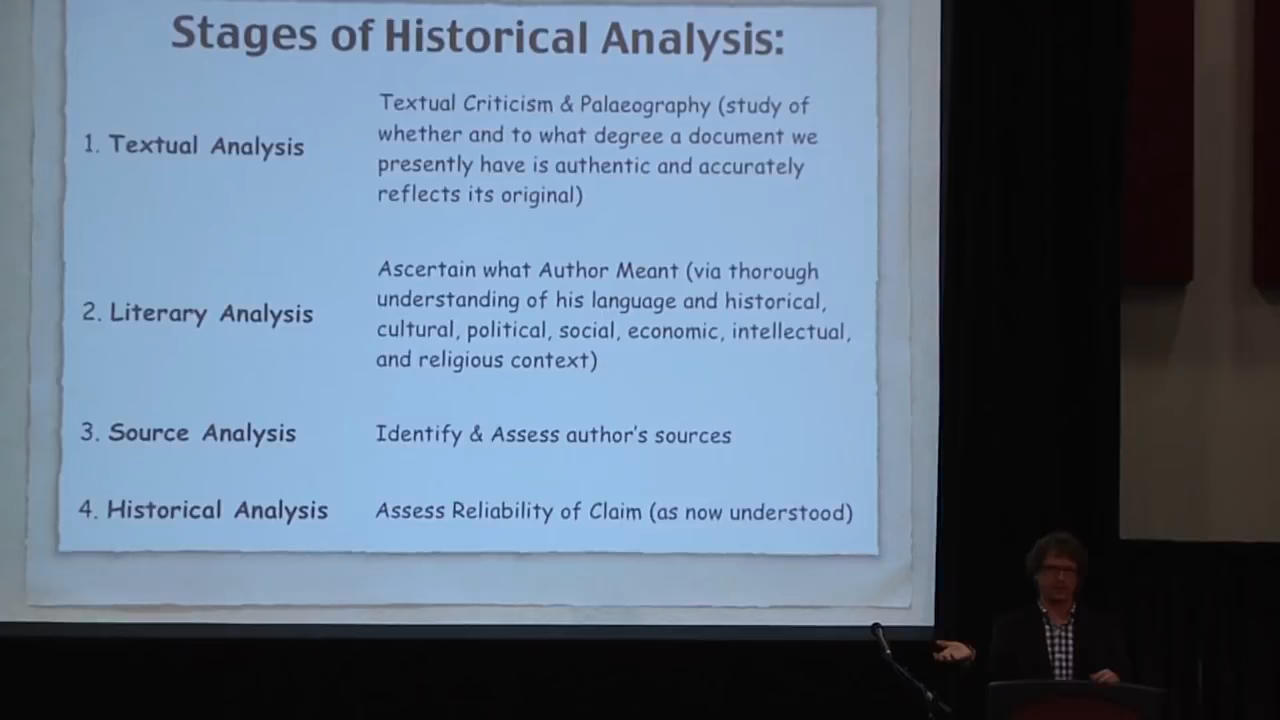 Stages of Historical Analysis:
1. Textual Analysis
Textual Criticism & Palaeography (study of
whether and to what degree a document we
presently have is authentic and accurately
reflects its original)
2. Literary Analysis
Ascertain what Author Meant (via thorough
understanding of his language and historical,
cultural, political, social, economic, intellectual,
and religious context)
3. Source Analysis
Identify & Assess author's sources
4. Historical Analysis
Assess Reliability of Claim (as now understood)